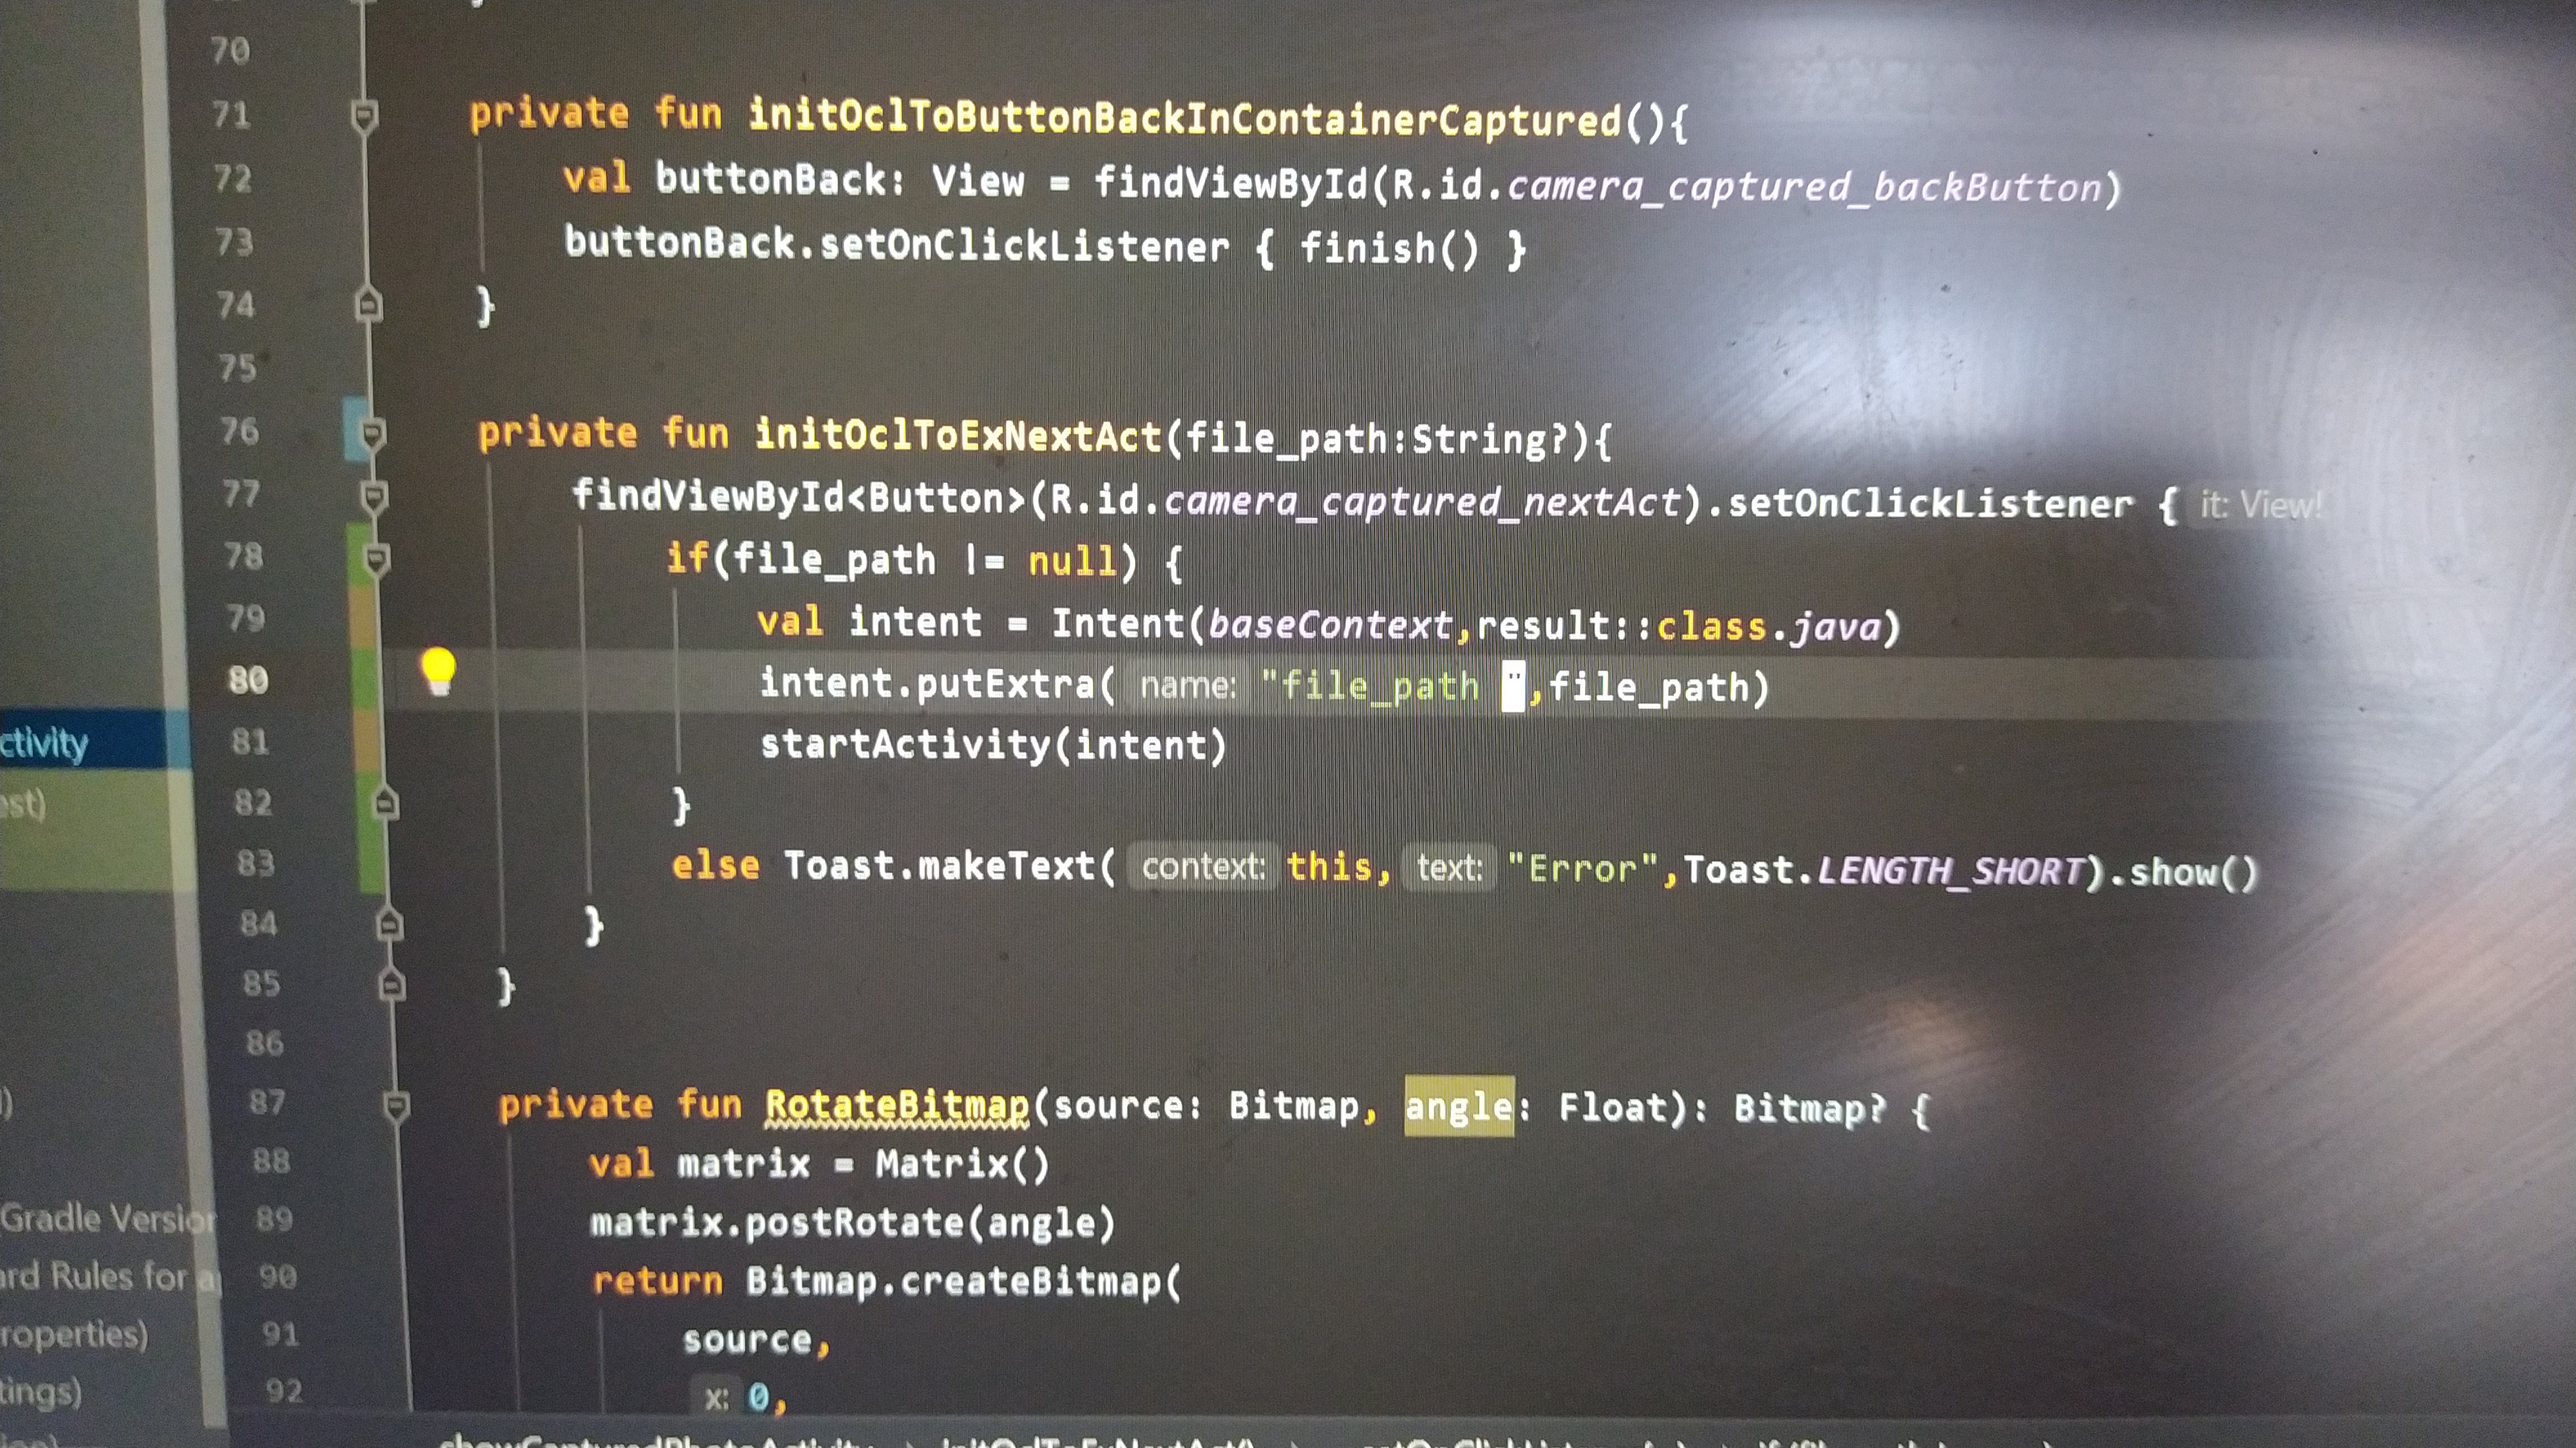 70
71 private fun initOclToButtonBackInContainerCaptured(){
72 val buttonBack: View = findViewById(R.id.camera_captured_backButton)
73 buttonBack.setOnClickListener { finish() }
74 }
75
76 private fun initOclToExNextAct(file_path:String?){
77 findViewById<Button>(R.id.camera_captured_nextAct).setOnClickListener { it: View!
78 if(file_path != null) {
79 val intent = Intent(baseContext,result::class.java)
80 intent.putExtra( name: "file_path ",file_path)
ctivity 81 startActivity(intent)
est) 82 }
83 else Toast.makeText( context: this, text: "Error",Toast.LENGTH_SHORT).show()
84 }
85 }
86
87 private fun RotateBitmap(source: Bitmap, angle: Float): Bitmap? {
88 val matrix = Matrix()
Gradle Version 89 matrix.postRotate(angle)
ard Rules for a 90 return Bitmap.createBitmap(
roperties) 91 source,
tings) 92 x: 0,